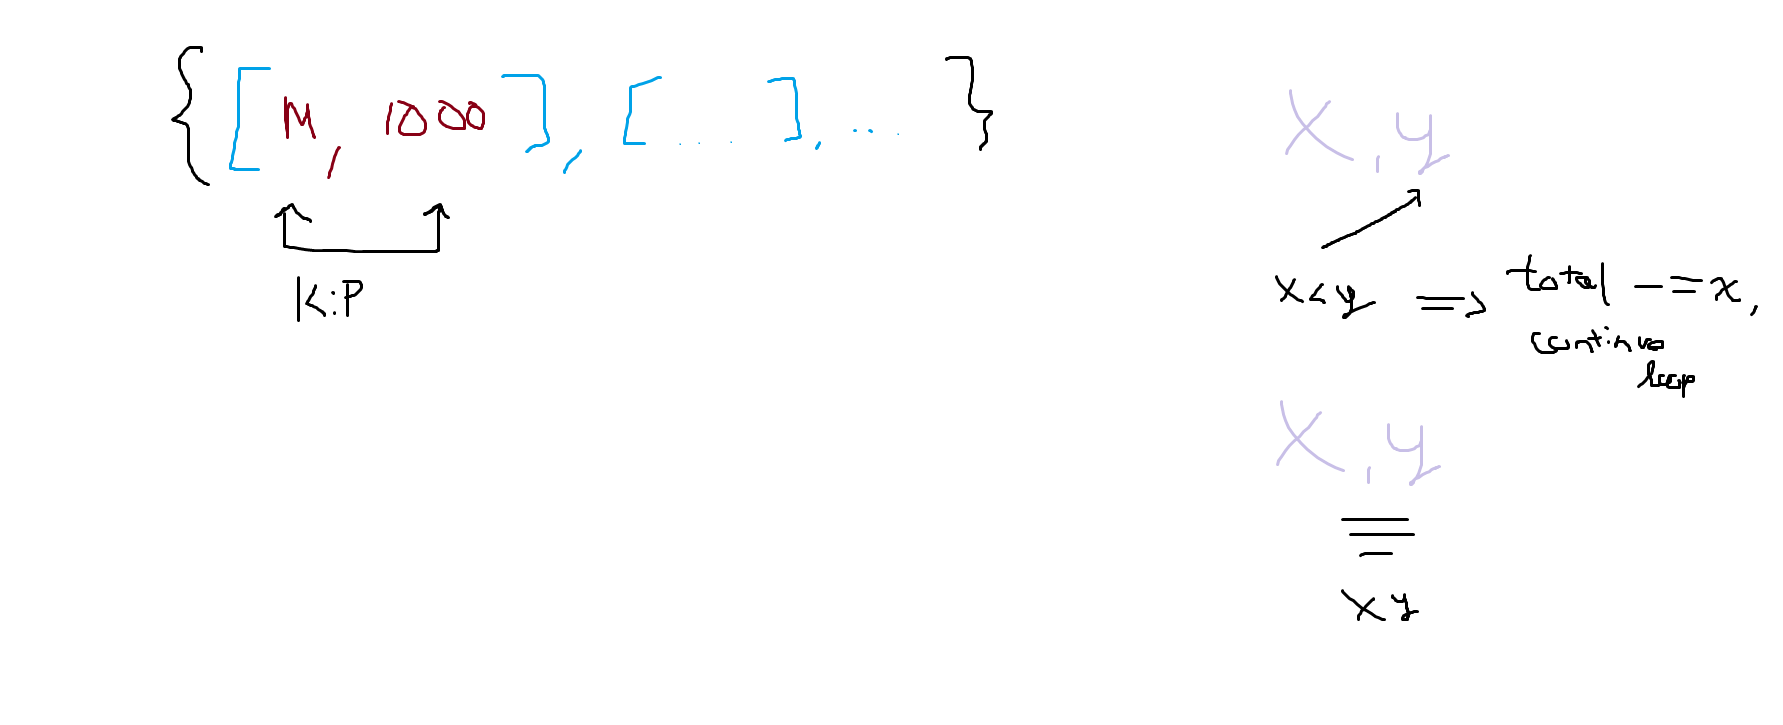 { [ M, 1000 ], [ .... ], ... }
K:P
X, y
x<y => total -= x,
continue
loop
X, y
xy